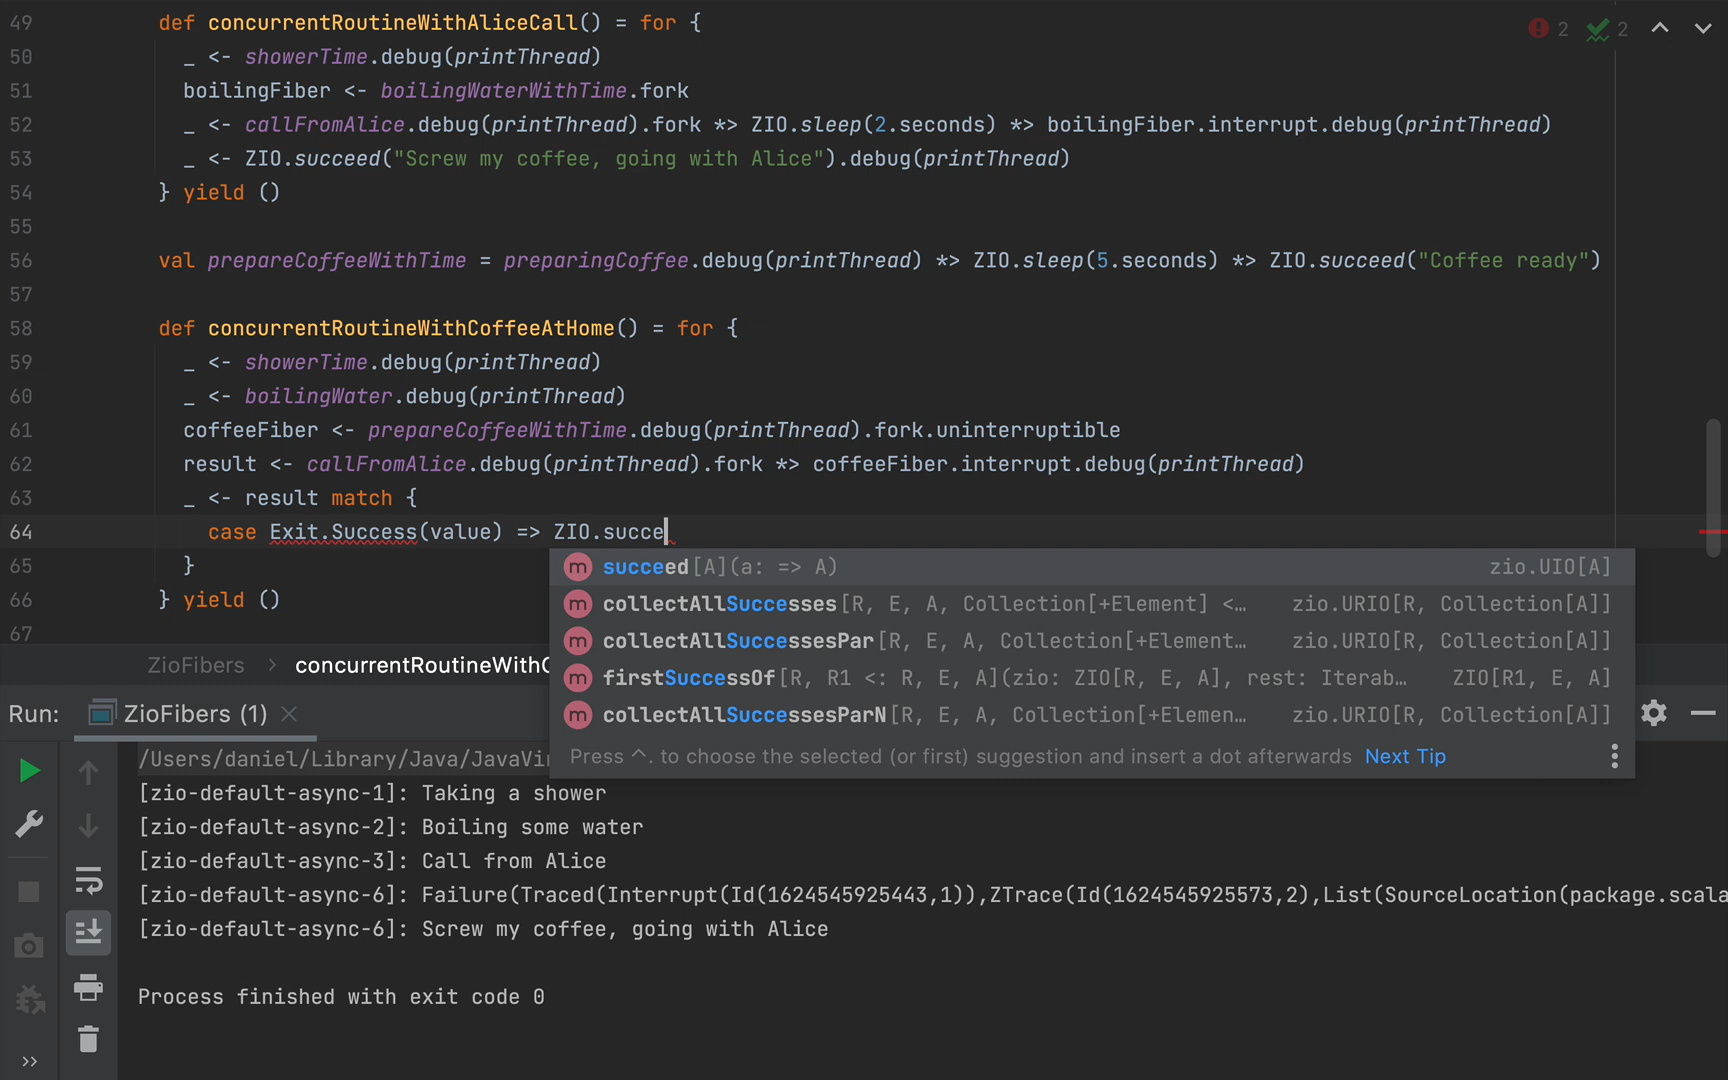 49 def concurrentRoutineWithAliceCall() = for {
2 2
50 _ <- showerTime.debug(printThread)
51 boilingFiber <- boilingWaterWithTime.fork
52 _ <- callFromAlice.debug(printThread).fork *> ZIO.sleep(2.seconds) *> boilingFiber.interrupt.debug(printThread)
53 _ <- ZIO.succeed("Screw my coffee, going with Alice").debug(printThread)
54 } yield ()
55
56 val prepareCoffeeWithTime = preparingCoffee.debug(printThread) *> ZIO.sleep(5.seconds) *> ZIO.succeed("Coffee ready")
57
58 def concurrentRoutineWithCoffeeAtHome() = for {
59 _ <- showerTime.debug(printThread)
60 _ <- boilingWater.debug(printThread)
61 coffeeFiber <- prepareCoffeeWithTime.debug(printThread).fork.uninterruptible
62 result <- callFromAlice.debug(printThread).fork *> coffeeFiber.interrupt.debug(printThread)
63 _ <- result match {
64 case Exit.Success(value) => ZIO.succe
65 }
66 } yield ()
67
succeed[A](a: => A) zio.UIO[A]
collectAllSuccesses[R, E, A, Collection[+Element] <… zio.URIO[R, Collection[A]]
collectAllSuccessesPar[R, E, A, Collection[+Element… zio.URIO[R, Collection[A]]
firstSuccessOf[R, R1 <: R, E, A](zio: ZIO[R, E, A], rest: Iterab… ZIO[R1, E, A]
collectAllSuccessesParN[R, E, A, Collection[+Elemen… zio.URIO[R, Collection[A]]
Press ^. to choose the selected (or first) suggestion and insert a dot afterwards Next Tip
ZioFibers > concurrentRoutineWithC
Run: ZioFibers (1)
/Users/daniel/Library/Java/JavaVi
[zio-default-async-1]: Taking a shower
[zio-default-async-2]: Boiling some water
[zio-default-async-3]: Call from Alice
[zio-default-async-6]: Failure(Traced(Interrupt(Id(1624545925443,1)),ZTrace(Id(1624545925573,2),List(SourceLocation(package.scala
[zio-default-async-6]: Screw my coffee, going with Alice
Process finished with exit code 0